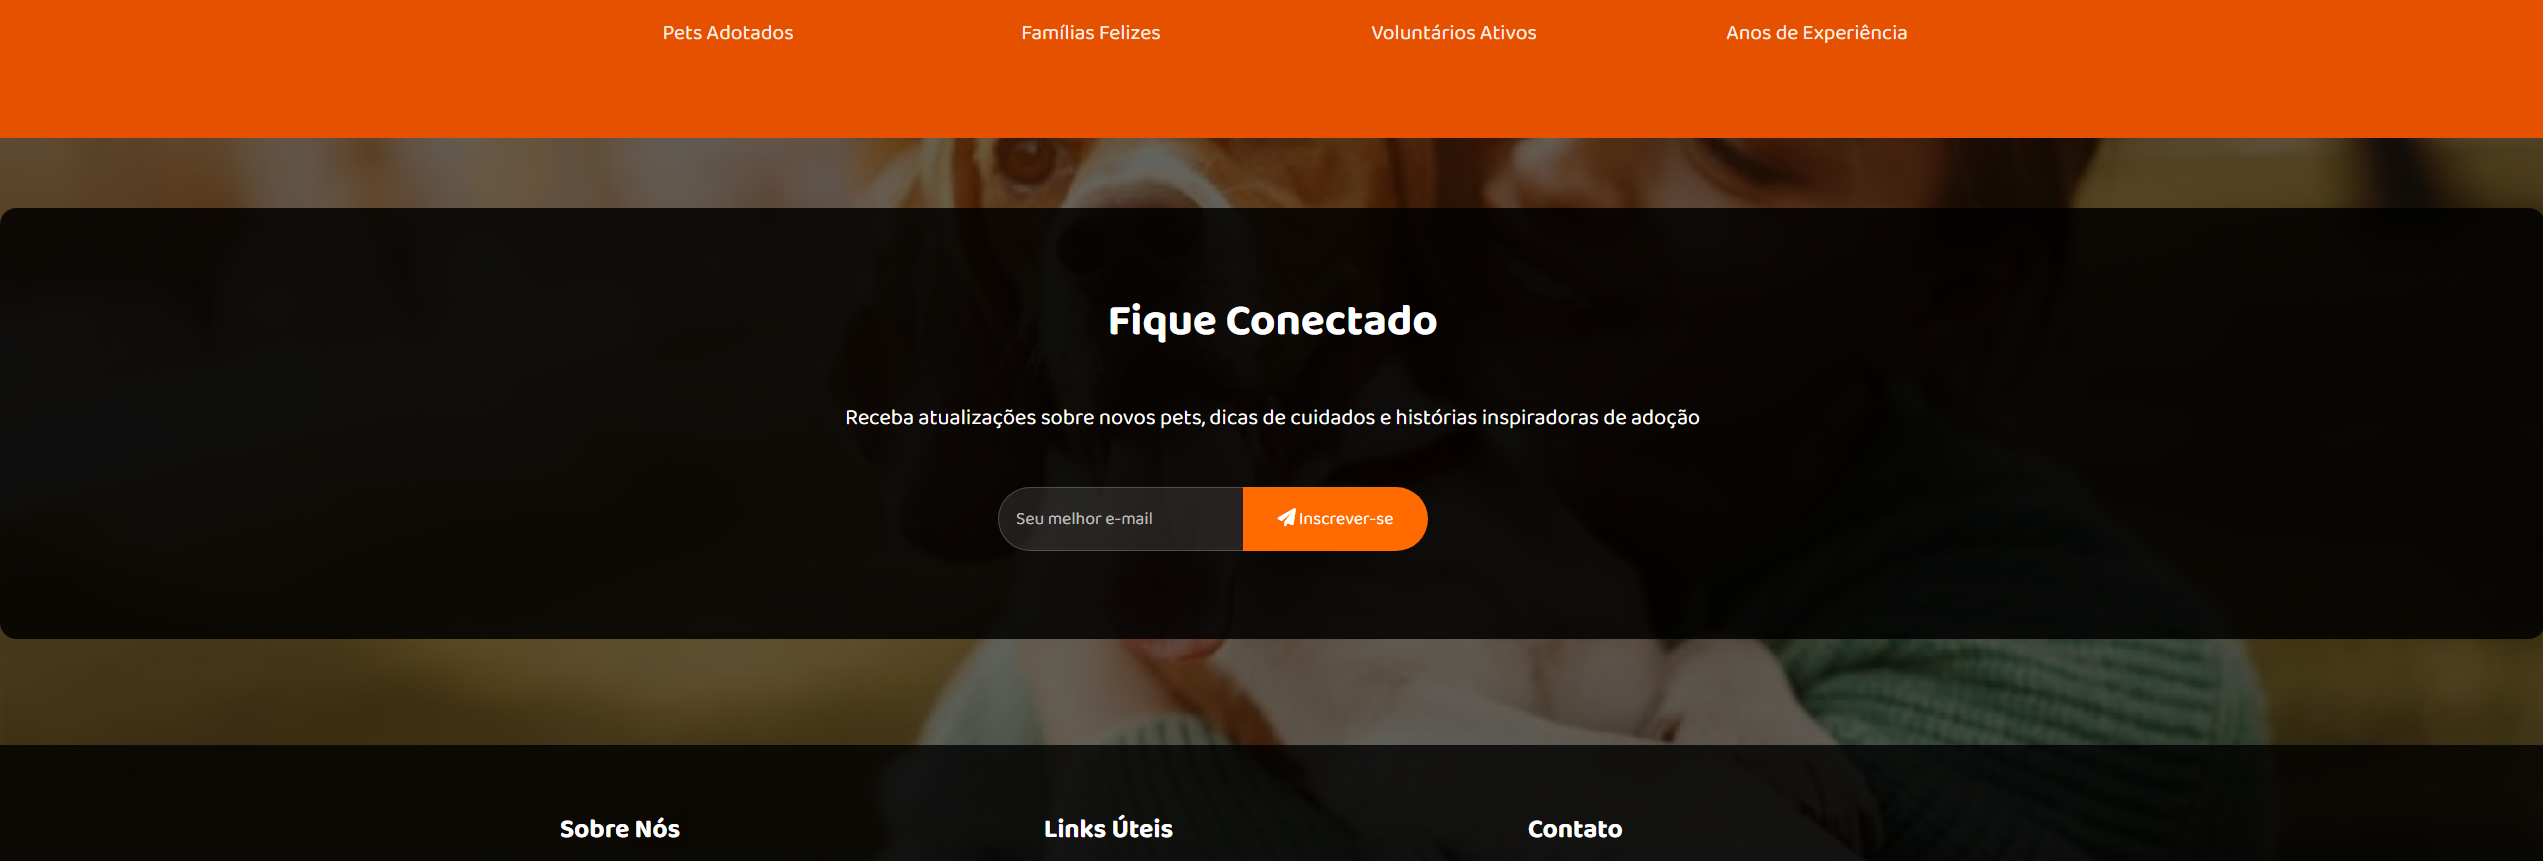 Pets Adotados
Famílias Felizes
Voluntários Ativos
Anos de Experiência
Fique Conectado
Receba atualizações sobre novos pets, dicas de cuidados e histórias inspiradoras de adoção
Seu melhor e-mail
Inscrever-se
Sobre Nós
Links Úteis
Contato